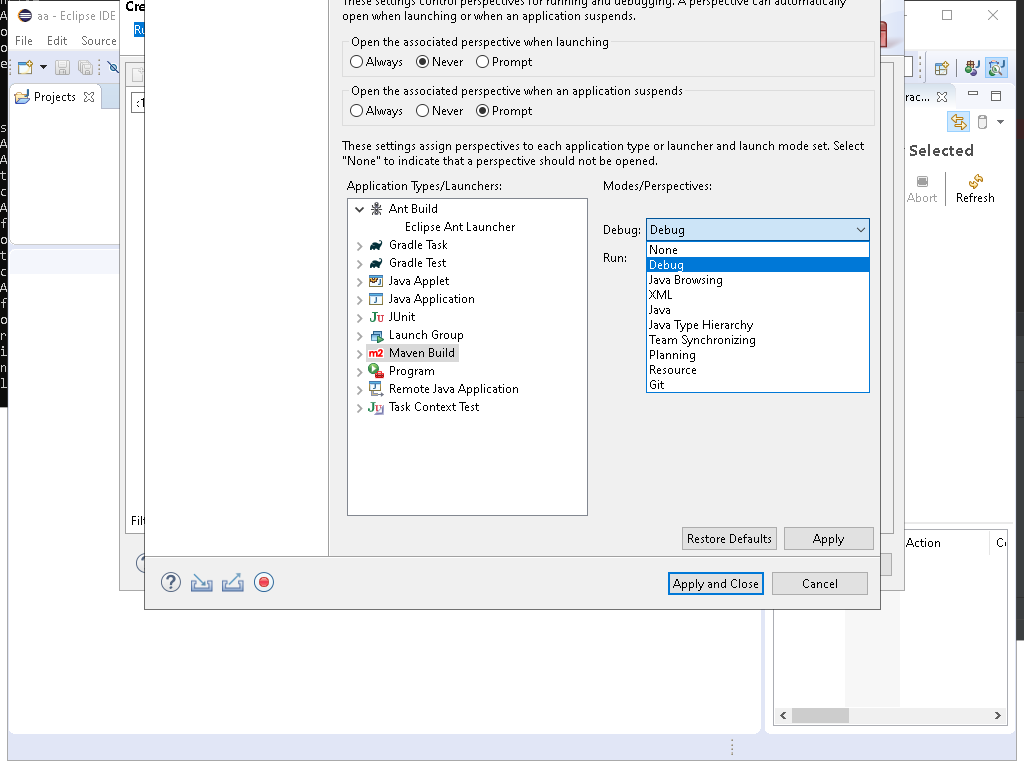 aa - Eclipse IDE
Cre
File Edit Source
Projects
These settings control perspectives for running and debugging. A perspective can automatically
open when launching or when an application suspends.
Open the associated perspective when launching
Always Never Prompt
Open the associated perspective when an application suspends
Always Never Prompt
These settings assign perspectives to each application type or launcher and launch mode set. Select
"None" to indicate that a perspective should not be opened.
Application Types/Launchers:
Modes/Perspectives:
Ant Build
Eclipse Ant Launcher
Gradle Task
Gradle Test
Java Applet
Java Application
JUnit
Launch Group
Maven Build
Program
Remote Java Application
Task Context Test
Debug: Debug
Run:
None
Debug
Java Browsing
XML
Java
Java Type Hierarchy
Team Synchronizing
Planning
Resource
Git
Restore Defaults Apply
Apply and Close Cancel
rac...
Selected
Abort Refresh
Filt
Action